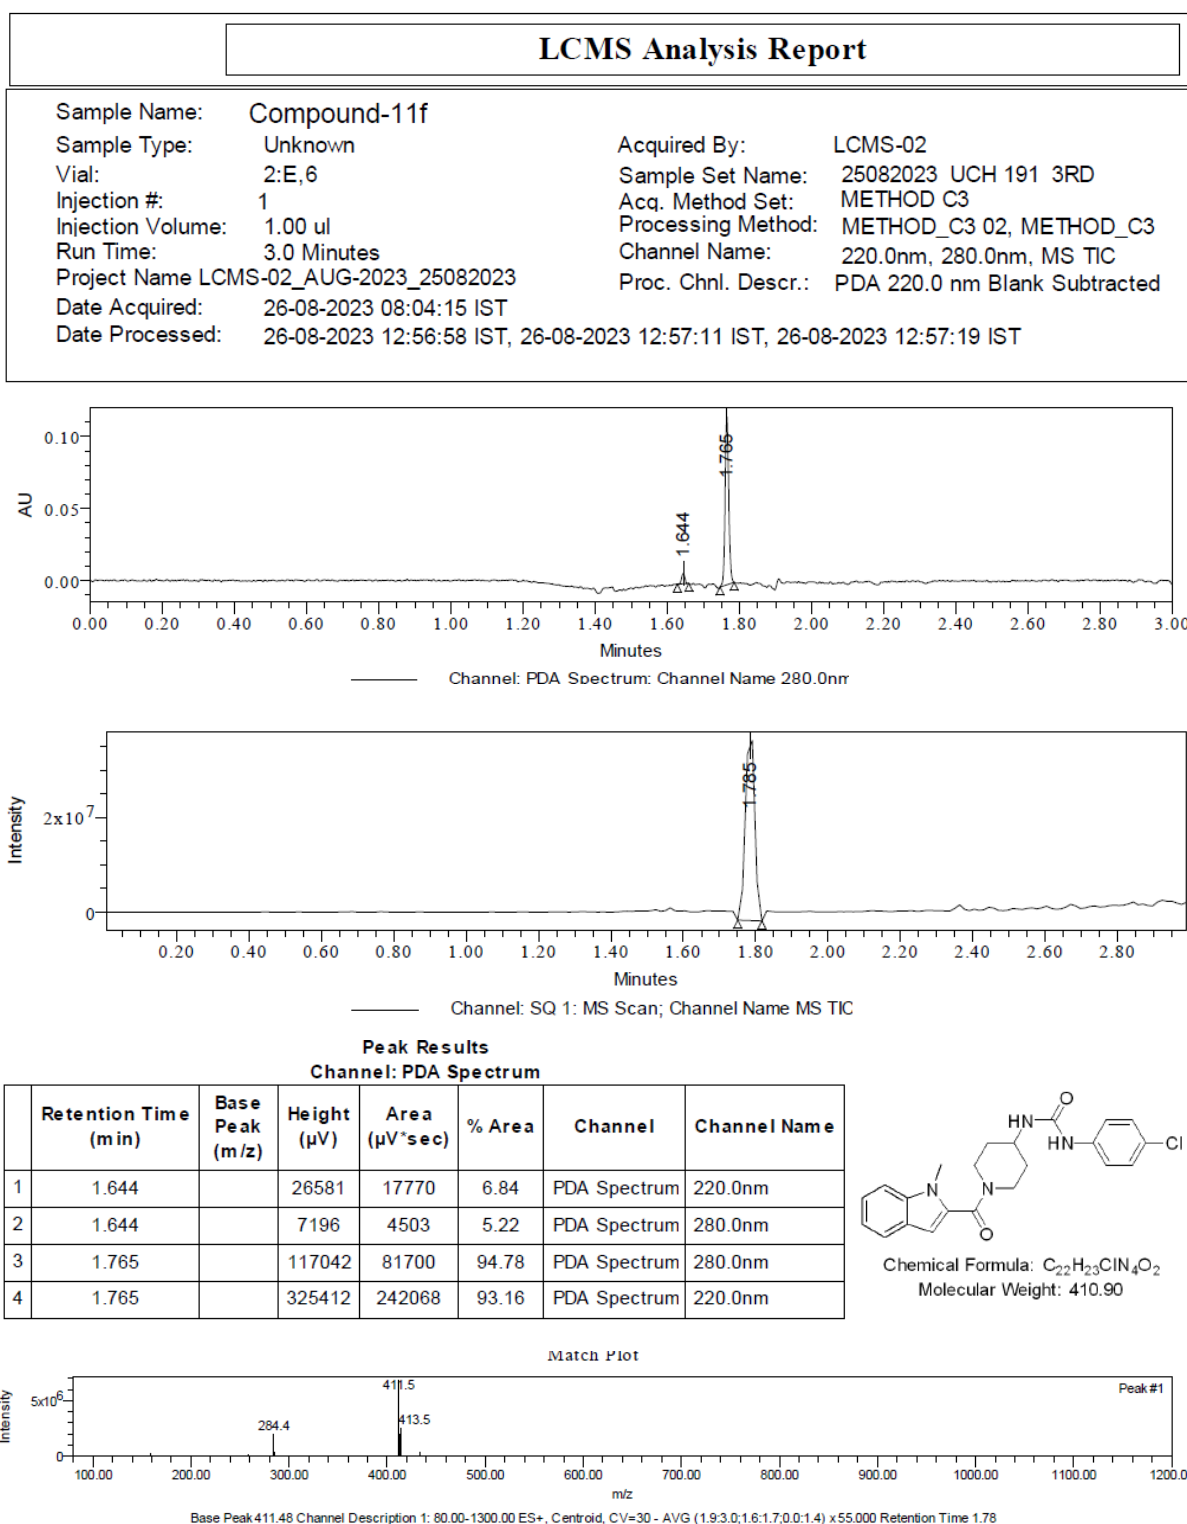 LCMS Analysis Report
Sample Name: Compound-11f
Sample Type: Unknown Acquired By: LCMS-02
Vial: 2:E,6 Sample Set Name: 25082023 UCH 191 3RD
Injection #: 1 Acq. Method Set: METHOD C3
Injection Volume: 1.00 ul Processing Method: METHOD_C3 02, METHOD_C3
Run Time: 3.0 Minutes Channel Name: 220.0nm, 280.0nm, MS TIC
Project Name LCMS-02_AUG-2023_25082023 Proc. Chnl. Descr.: PDA 220.0 nm Blank Subtracted
Date Acquired: 26-08-2023 08:04:15 IST
Date Processed: 26-08-2023 12:56:58 IST, 26-08-2023 12:57:11 IST, 26-08-2023 12:57:19 IST
AU
0.10
0.05
0.00
1.644
1.765
0.00 0.20 0.40 0.60 0.80 1.00 1.20 1.40 1.60 1.80 2.00 2.20 2.40 2.60 2.80 3.00
Minutes
Channel: PDA Spectrum: Channel Name 280.0nm
Intensity
2x10⁷
0
1.785
0.20 0.40 0.60 0.80 1.00 1.20 1.40 1.60 1.80 2.00 2.20 2.40 2.60 2.80
Minutes
Channel: SQ 1: MS Scan; Channel Name MS TIC
Peak Results
Channel: PDA Spectrum
Retention Time (min) Base Peak (m/z) Height (µV) Area (µV*sec) % Area Channel Channel Name
1 1.644 26581 17770 6.84 PDA Spectrum 220.0nm
2 1.644 7196 4503 5.22 PDA Spectrum 280.0nm
3 1.765 117042 81700 94.78 PDA Spectrum 280.0nm
4 1.765 325412 242068 93.16 PDA Spectrum 220.0nm
O
HN
HN
Cl
N
N
O
Chemical Formula: C₂₂H₂₃ClN₄O₂
Molecular Weight: 410.90
Match Plot
Intensity
5x10⁶
0
284.4
411.5
413.5
Peak #1
100.00 200.00 300.00 400.00 500.00 600.00 700.00 800.00 900.00 1000.00 1100.00 1200.0
m/z
Base Peak 411.48 Channel Description 1: 80.00-1300.00 ES+, Centroid, CV=30 - AVG (1.9:3.0;1.6:1.7;0.0:1.4) x 55.000 Retention Time 1.78